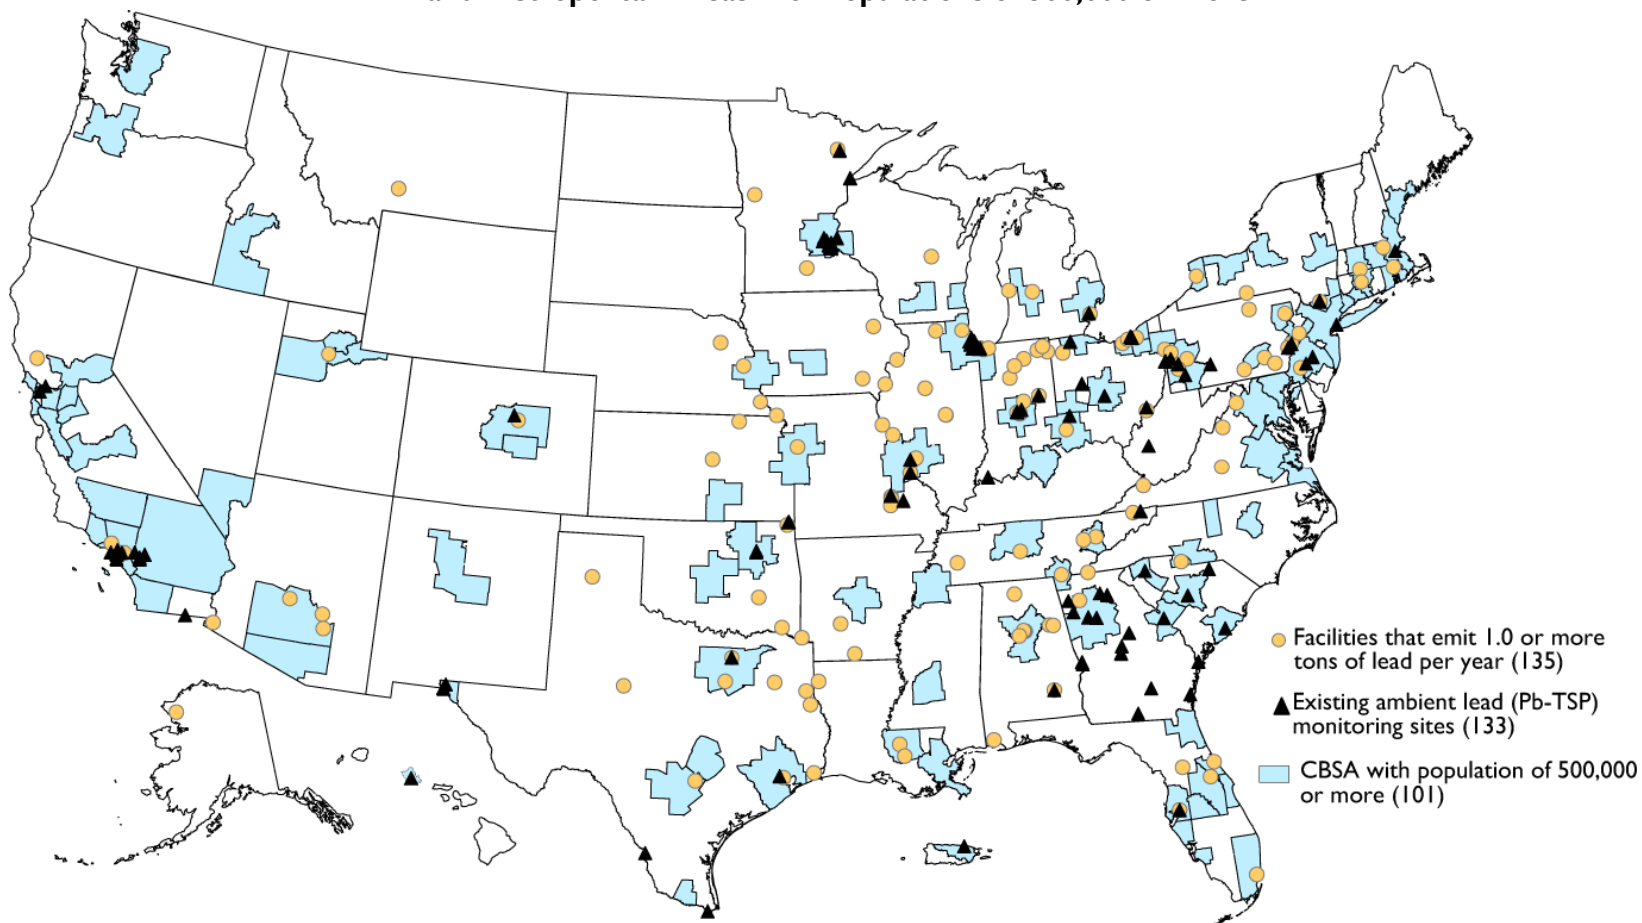 Facilities that emit 1.0 or more
tons of lead per year (135)
Existing ambient lead (Pb-TSP)
monitoring sites (133)
CBSA with population of 500,000
or more (101)